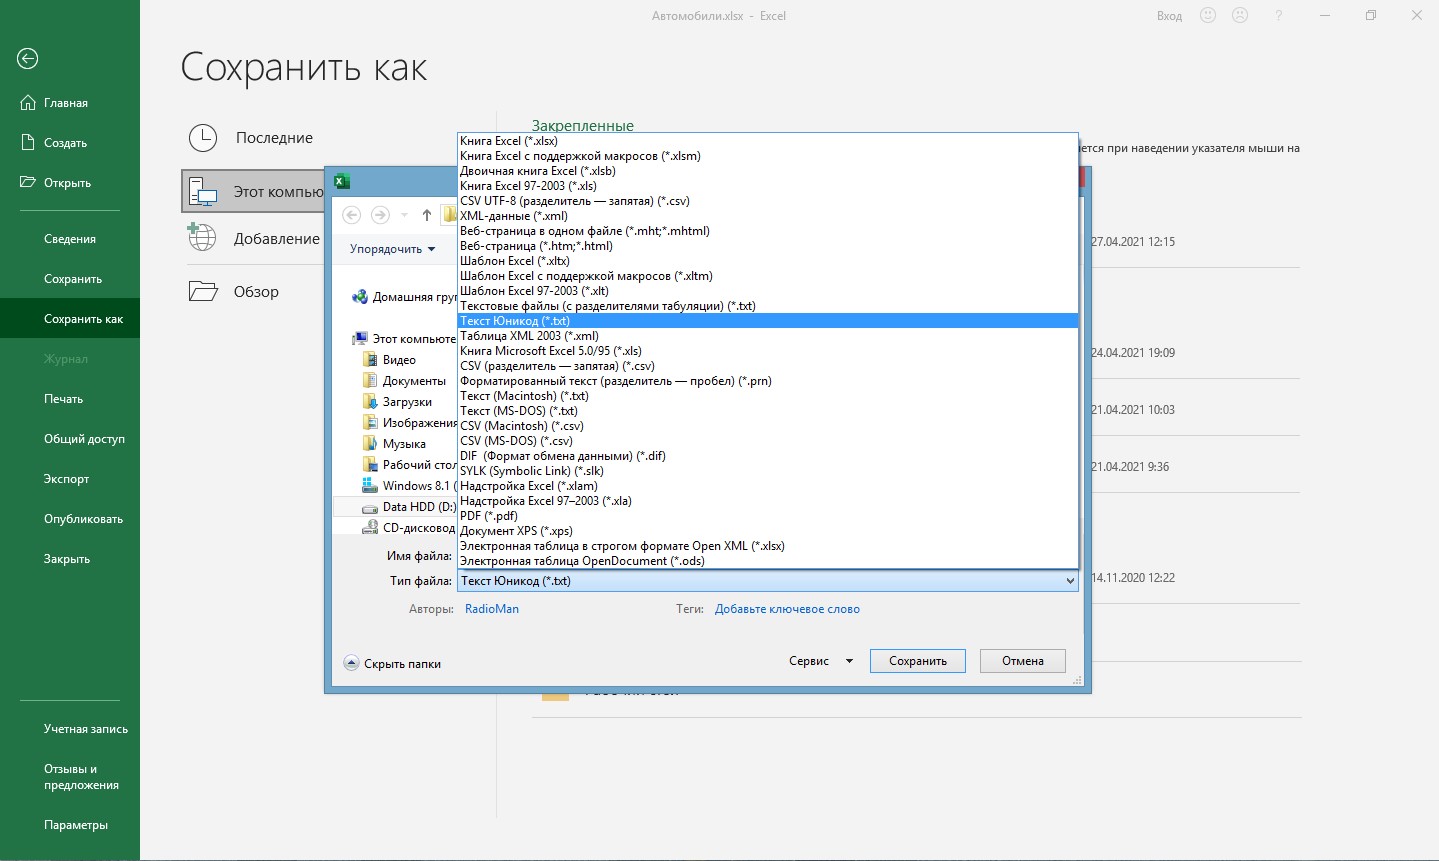 Автомобили.xlsx - Excel
Вход
?
Сохранить как
Главная
Создать
Открыть
Сведения
Сохранить
Сохранить как
Журнал
Печать
Общий доступ
Экспорт
Опубликовать
Закрыть
Учетная запись
Отзывы и
предложения
Параметры
Последние
Этот компью
Добавление
Обзор
Закрепленные
ется при наведении указателя мыши на
27.04.2021 12:15
24.04.2021 19:09
21.04.2021 10:03
21.04.2021 9:36
14.11.2020 12:22
Упорядочить
Домашняя груп
Этот компьюте
Видео
Документы
Загрузки
Изображения
Музыка
Рабочий стол
Windows 8.1 (
Data HDD (D:)
CD-дисковод
Книга Excel (*.xlsx)
Книга Excel с поддержкой макросов (*.xlsm)
Двоичная книга Excel (*.xlsb)
Книга Excel 97-2003 (*.xls)
CSV UTF-8 (разделитель — запятая) (*.csv)
XML-данные (*.xml)
Веб-страница в одном файле (*.mht;*.mhtml)
Веб-страница (*.htm;*.html)
Шаблон Excel (*.xltx)
Шаблон Excel с поддержкой макросов (*.xltm)
Шаблон Excel 97-2003 (*.xlt)
Текстовые файлы (с разделителями табуляции) (*.txt)
Текст Юникод (*.txt)
Таблица XML 2003 (*.xml)
Книга Microsoft Excel 5.0/95 (*.xls)
CSV (разделитель — запятая) (*.csv)
Форматированный текст (разделитель — пробел) (*.prn)
Текст (Macintosh) (*.txt)
Текст (MS-DOS) (*.txt)
CSV (Macintosh) (*.csv)
CSV (MS-DOS) (*.csv)
DIF (Формат обмена данными) (*.dif)
SYLK (Symbolic Link) (*.slk)
Надстройка Excel (*.xlam)
Надстройка Excel 97–2003 (*.xla)
PDF (*.pdf)
Документ XPS (*.xps)
Электронная таблица в строгом формате Open XML (*.xlsx)
Электронная таблица OpenDocument (*.ods)
Имя файла:
Тип файла: Текст Юникод (*.txt)
Авторы: RadioMan
Теги: Добавьте ключевое слово
Скрыть папки
Сервис
Сохранить
Отмена